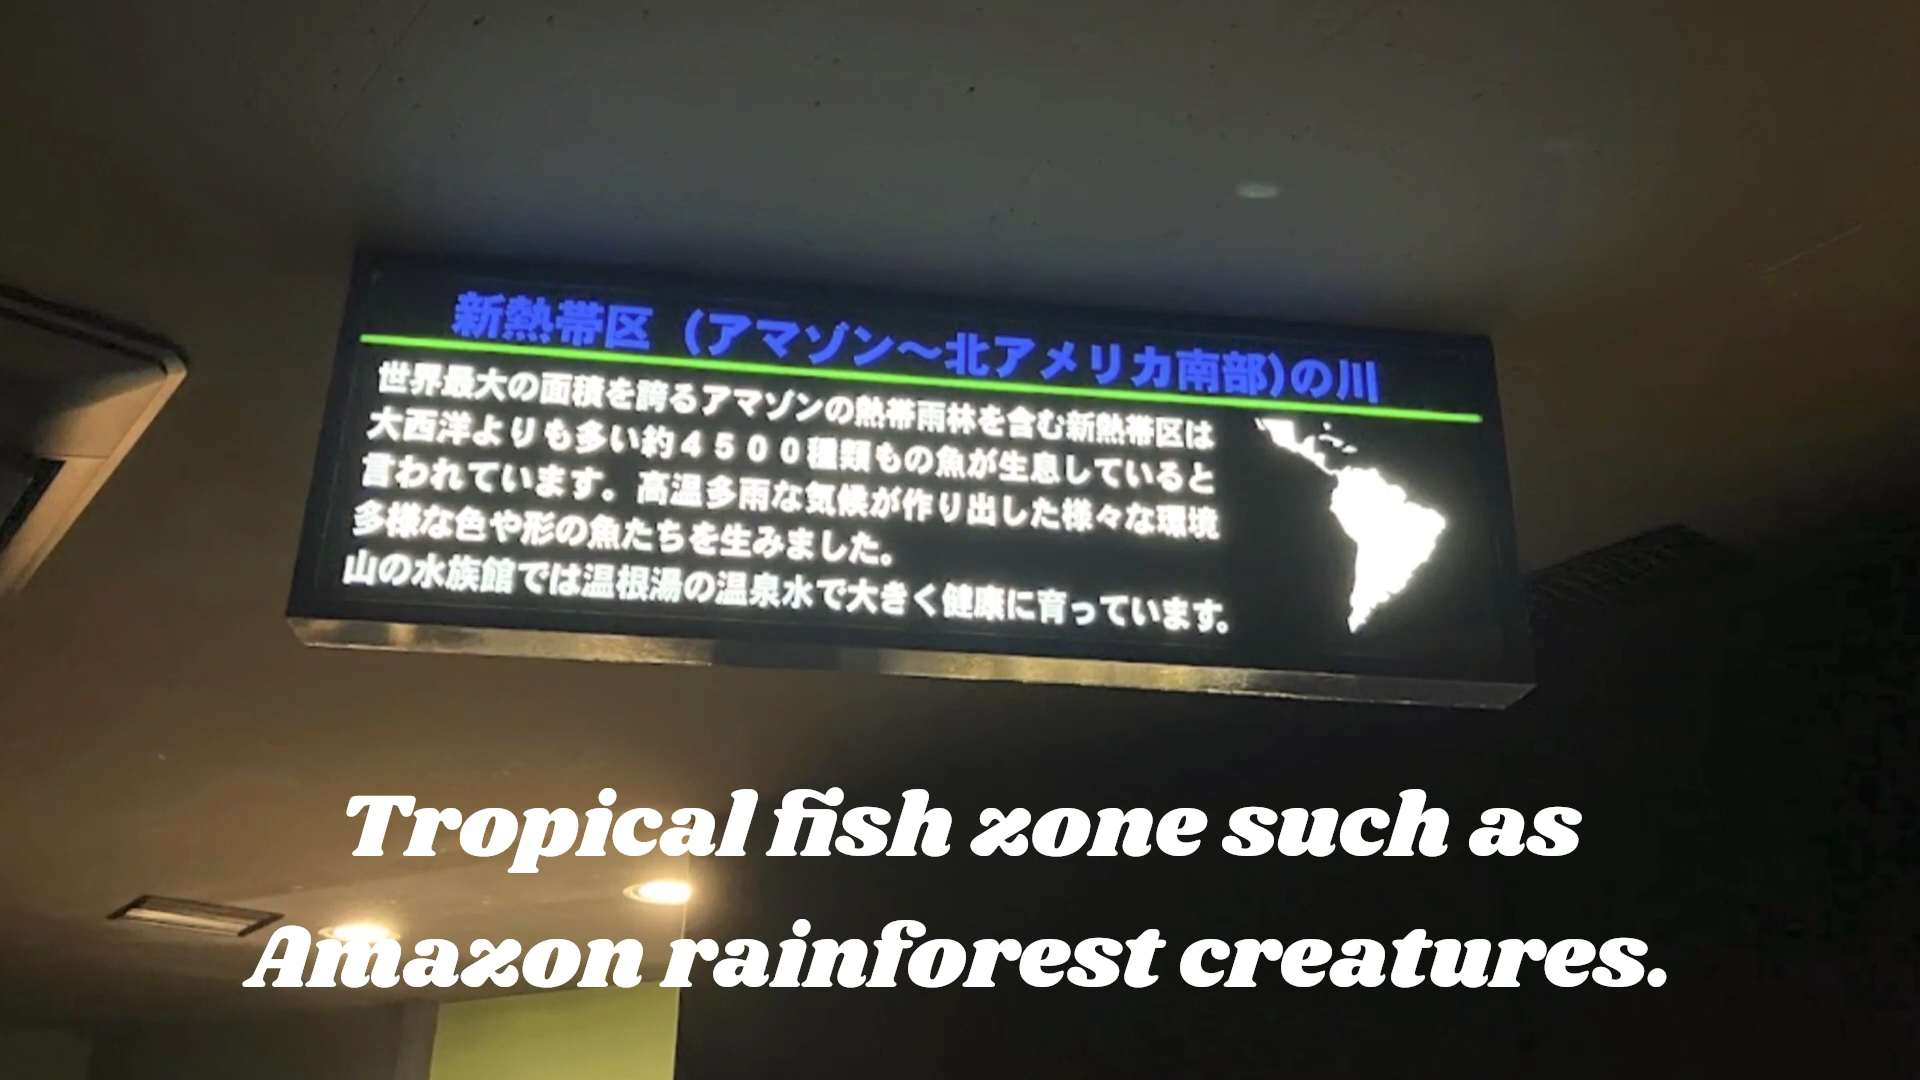 新熱帯区（アマゾン～北アメリカ南部)の川
世界最大の面積を誇るアマゾンの熱帯雨林を含む新熱帯区は
大西洋よりも多い約４５００種類もの魚が生息していると
言われています。高温多雨な気候が作り出した様々な環境
多様な色や形の魚たちを生みました。
山の水族館では温根湯の温泉水で大きく健康に育っています。
Tropical fish zone such as
Amazon rainforest creatures.